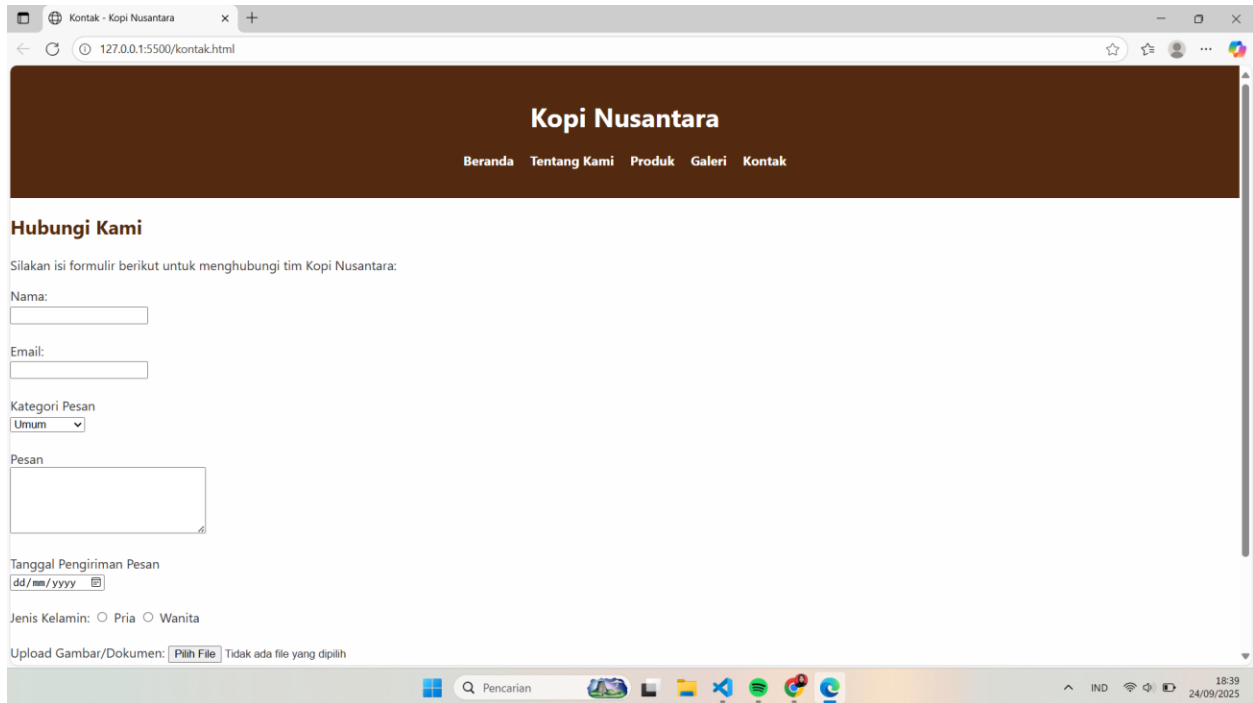 Kontak - Kopi Nusantara
127.0.0.1:5500/kontak.html
Kopi Nusantara
Beranda Tentang Kami Produk Galeri Kontak
Hubungi Kami
Silakan isi formulir berikut untuk menghubungi tim Kopi Nusantara:
Nama:
Email:
Kategori Pesan
Umum
Pesan
Tanggal Pengiriman Pesan
dd/mm/yyyy
Jenis Kelamin: Pria Wanita
Upload Gambar/Dokumen: Pilih File Tidak ada file yang dipilih
Pencarian
IND
18:39
24/09/2025